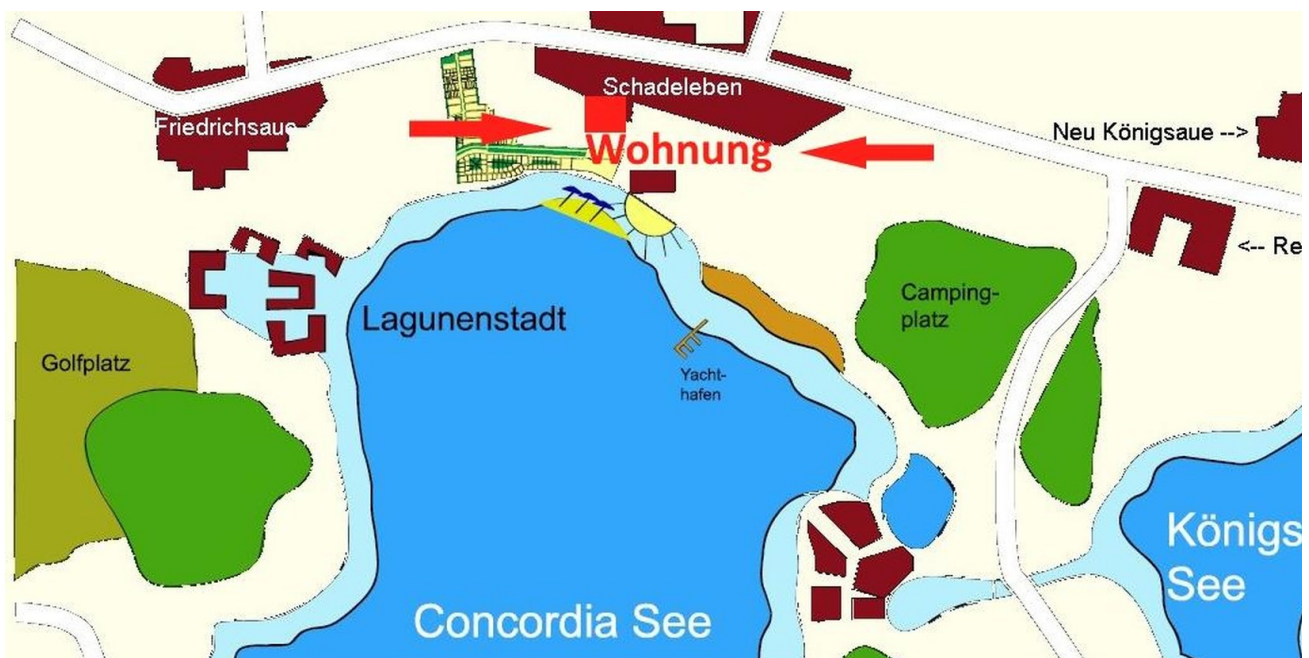 Schadeleben
Friedrichsaue
Neu Königsaue -->
Wohnung
<-- Re
Lagunenstadt
Camping-
platz
Golfplatz
Yacht-
hafen
Königs
See
Concordia See